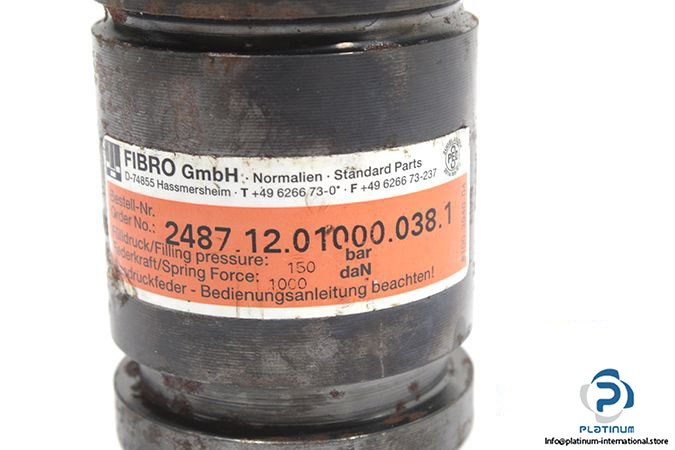 FIBRO GmbH · Normalien · Standard Parts
D-74855 Hassmersheim · T +49 6266 73-0* · F +49 6266 73-237
PED
Bestell-Nr.
Order No.: 2487.12.01000.038.1
Fülldruck/Filling pressure: 150 bar
Federkraft/Spring Force: 1000 daN
druckfeder - Bedienungsanleitung beachten!
PLATINUM
Info@platinum-international.store